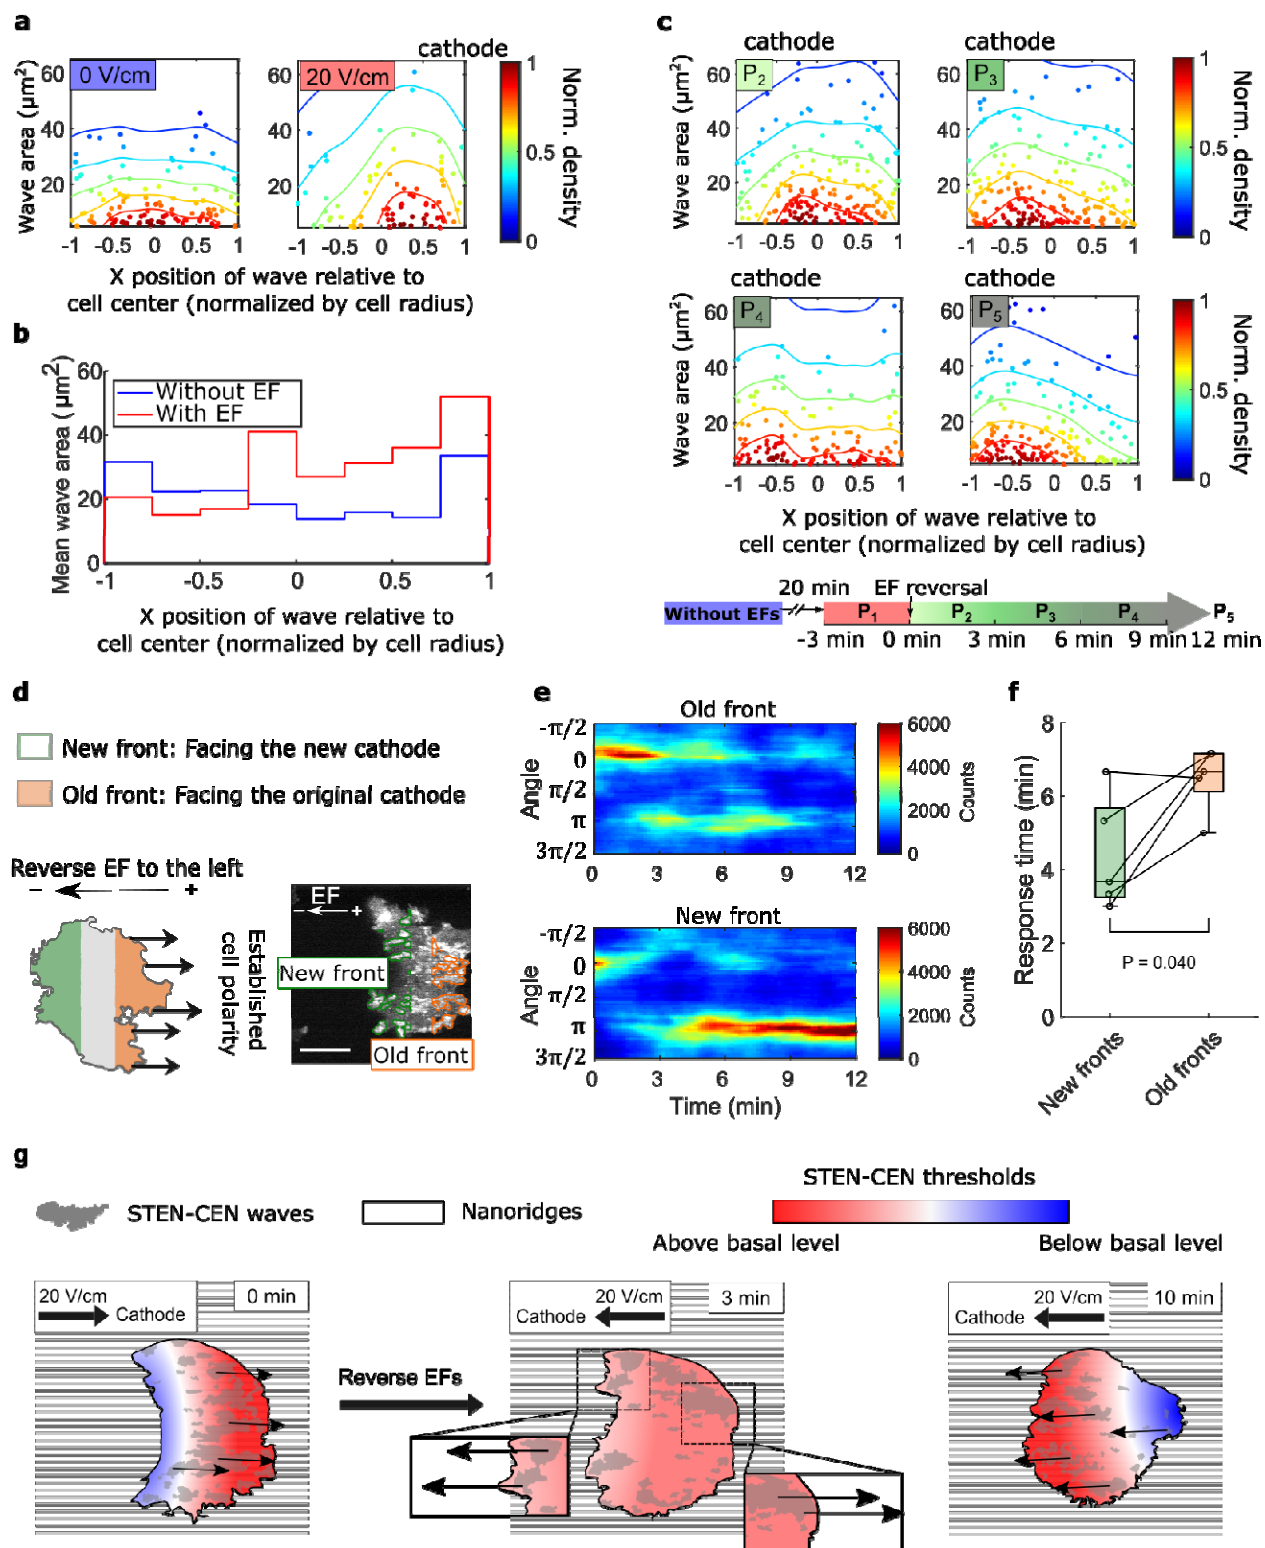 a
cathode
0 V/cm
20 V/cm
Wave area (µm²)
60
40
20
-1 -0.5 0 0.5 1
60
40
20
-1 -0.5 0 0.5 1
1
0.5
0
Norm. density
X position of wave relative to
cell center (normalized by cell radius)
b
Without EF
With EF
Mean wave area (µm²)
60
40
20
0
-1 -0.5 0 0.5 1
X position of wave relative to
cell center (normalized by cell radius)
c
cathode
cathode
P2
P3
Wave area (µm²)
60
40
20
-1 -0.5 0 0.5 1
60
40
20
-1 -0.5 0 0.5 1
1
0.5
0
Norm. density
cathode
cathode
P4
P5
Wave area (µm²)
60
40
20
-1 -0.5 0 0.5 1
60
40
20
-1 -0.5 0 0.5 1
1
0.5
0
Norm. density
X position of wave relative to
cell center (normalized by cell radius)
20 min EF reversal
Without EFs
P1 P2 P3 P4 P5
-3 min 0 min 3 min 6 min 9 min 12 min
d
New front: Facing the new cathode
Old front: Facing the original cathode
Reverse EF to the left
- +
Established
cell polarity
EF
- +
New front
Old front
e
Old front
Angle
-π/2
0
π/2
π
3π/2
0 3 6 9 12
6000
4000
2000
0
Counts
New front
Angle
-π/2
0
π/2
π
3π/2
0 3 6 9 12
Time (min)
6000
4000
2000
0
Counts
f
Response time (min)
8
6
4
2
0
P = 0.040
New fronts
Old fronts
g
STEN-CEN waves
Nanoridges
STEN-CEN thresholds
Above basal level
Below basal level
20 V/cm
Cathode
0 min
Reverse EFs
20 V/cm
Cathode
3 min
20 V/cm
Cathode
10 min